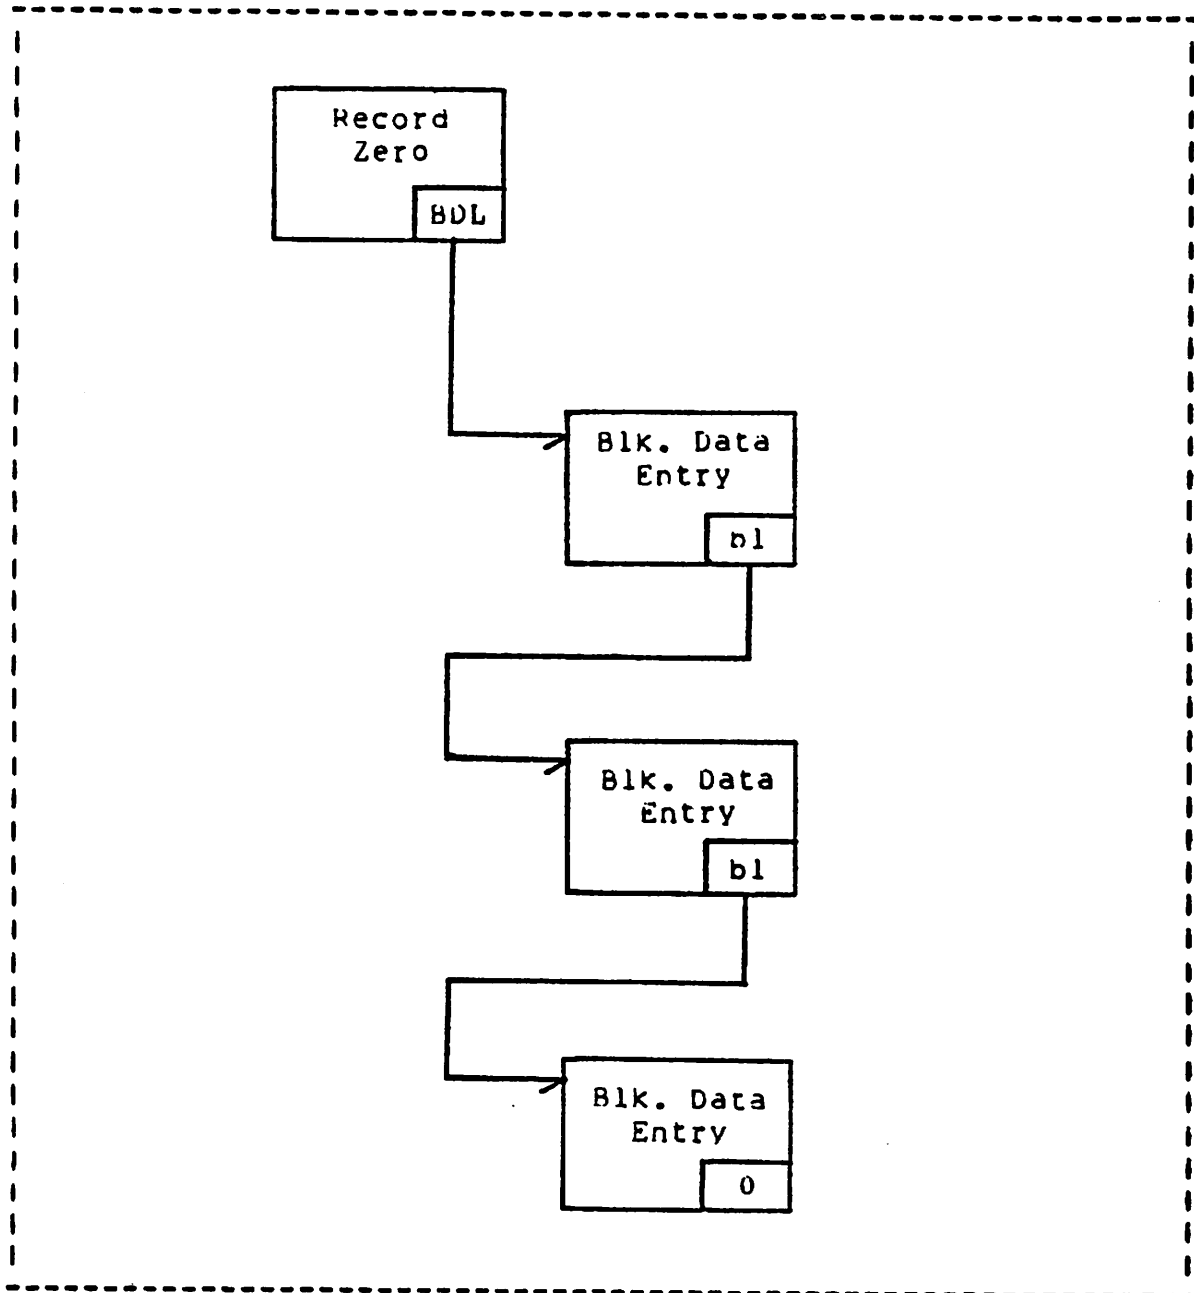 Record
Zero
BDL
Blk. Data
Entry
bl
Blk. Data
Entry
bl
Blk. Data
Entry
0